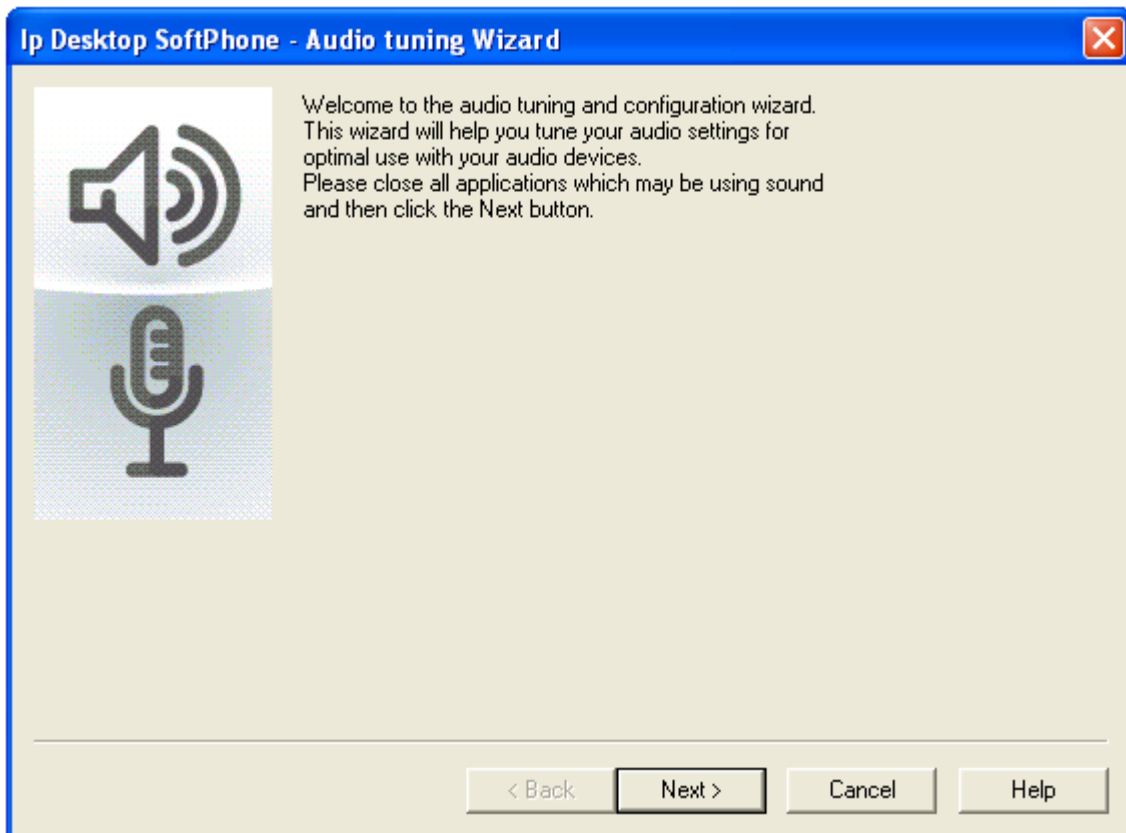 Ip Desktop SoftPhone - Audio tuning Wizard
Welcome to the audio tuning and configuration wizard.
This wizard will help you tune your audio settings for
optimal use with your audio devices.
Please close all applications which may be using sound
and then click the Next button.
< Back
Next >
Cancel
Help